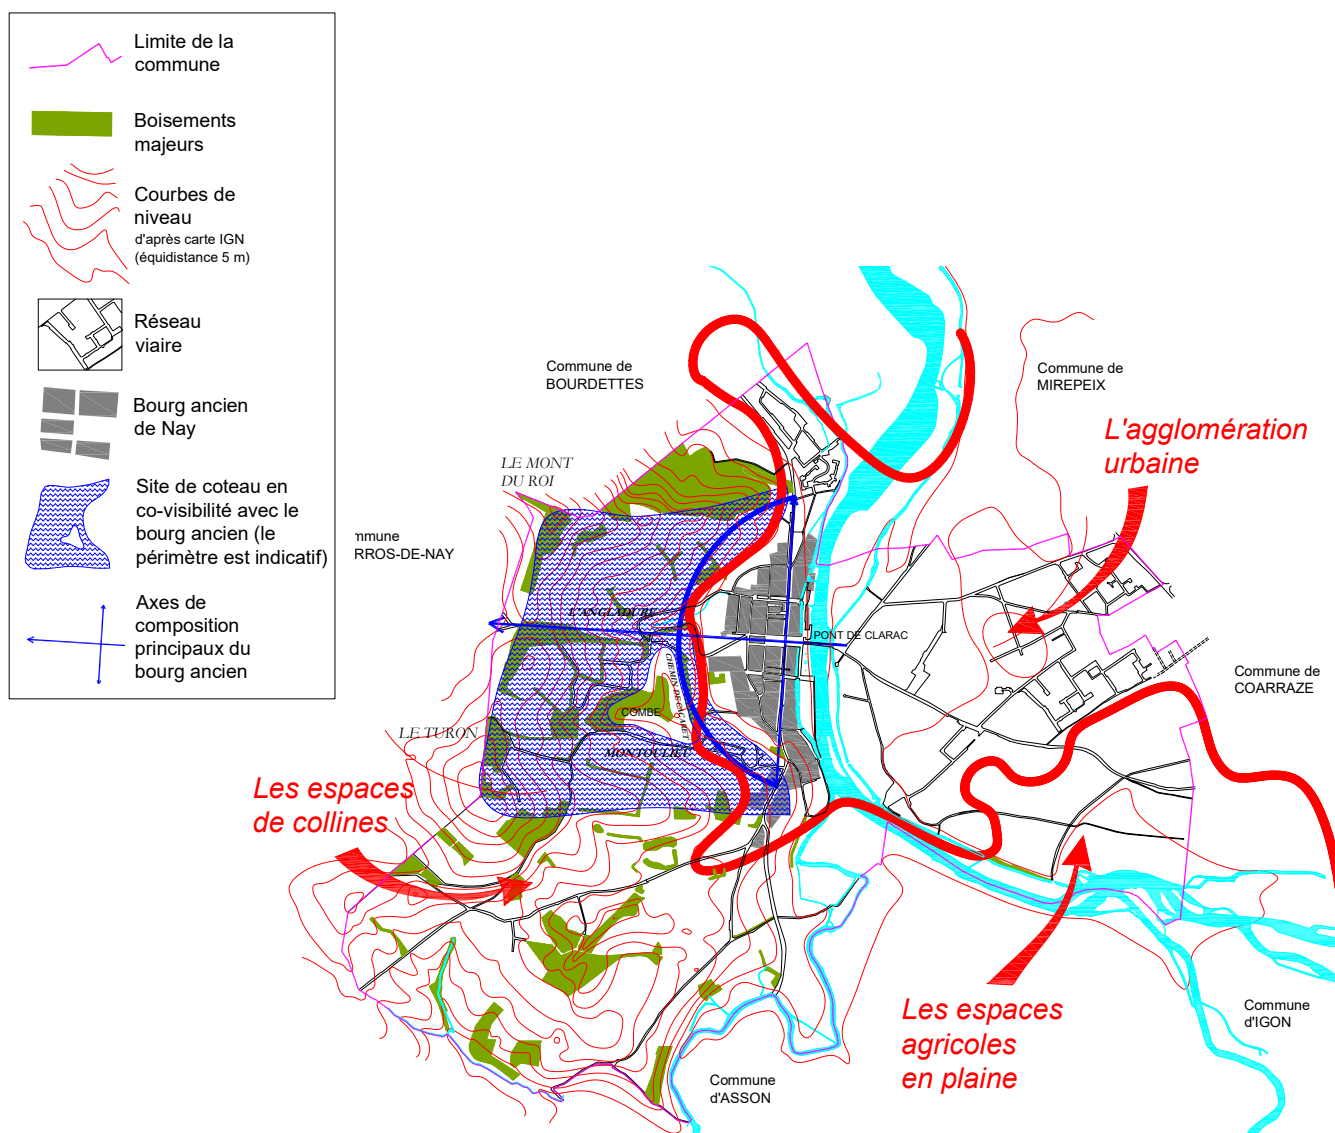 Limite de la
commune
Boisements
majeurs
Courbes de
niveau
d'après carte IGN
(équidistance 5 m)
Réseau
viaire
Bourg ancien
de Nay
Site de coteau en
co-visibilité avec le
bourg ancien (le
périmètre est indicatif)
Axes de
composition
principaux du
bourg ancien
Commune de
BOURDETTES
Commune de
MIREPEIX
L'agglomération
urbaine
LE MONT
DU ROI
mmune
RROS-DE-NAY
L'ANGLADURE
PONT DE CLARAC
Commune de
COARRAZE
COMBE
LE TURON
MONTOULIEU
Les espaces
de collines
Les espaces
agricoles
en plaine
Commune
d'IGON
Commune
d'ASSON